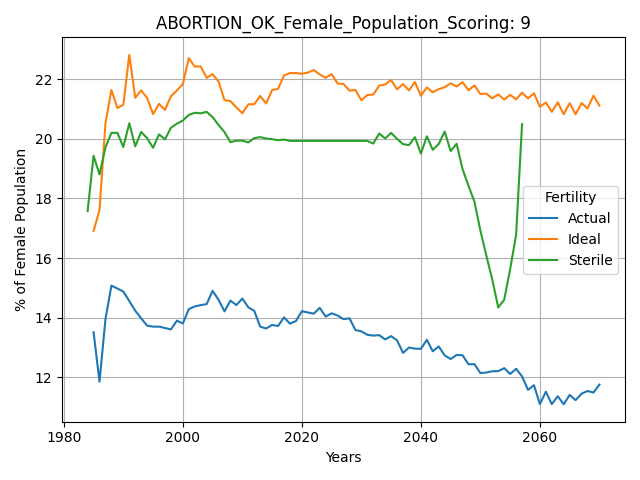 ABORTION_OK_Female_Population_Scoring: 9
% of Female Population
22
20
18
16
14
12
Fertility
Actual
Ideal
Sterile
1980 2000 2020 2040 2060
Years